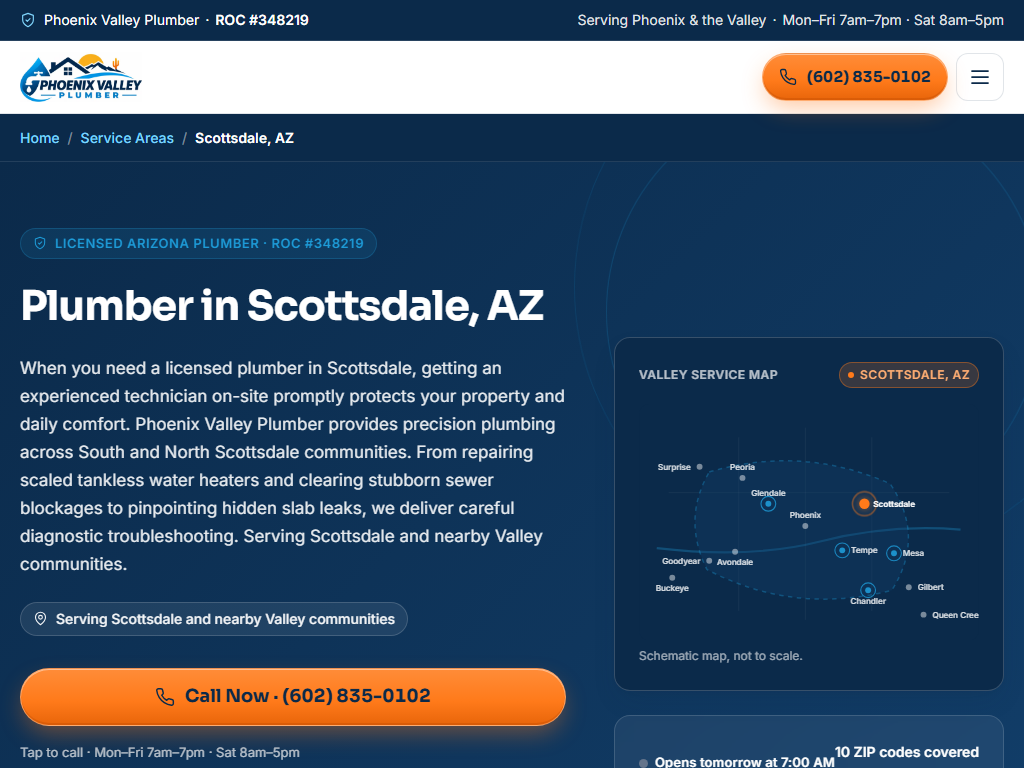 Phoenix Valley Plumber · ROC #348219
Serving Phoenix & the Valley · Mon–Fri 7am–7pm · Sat 8am–5pm
PHOENIX VALLEY
PLUMBER
(602) 835-0102
Home / Service Areas / Scottsdale, AZ
LICENSED ARIZONA PLUMBER · ROC #348219
Plumber in Scottsdale, AZ
When you need a licensed plumber in Scottsdale, getting an
experienced technician on-site promptly protects your property and
daily comfort. Phoenix Valley Plumber provides precision plumbing
across South and North Scottsdale communities. From repairing
scaled tankless water heaters and clearing stubborn sewer
blockages to pinpointing hidden slab leaks, we deliver careful
diagnostic troubleshooting. Serving Scottsdale and nearby Valley
communities.
Serving Scottsdale and nearby Valley communities
Call Now · (602) 835-0102
Tap to call · Mon–Fri 7am–7pm · Sat 8am–5pm
VALLEY SERVICE MAP
SCOTTSDALE, AZ
Surprise
Peoria
Glendale
Scottsdale
Phoenix
Tempe
Mesa
Goodyear
Avondale
Buckeye
Gilbert
Chandler
Queen Cree
Schematic map, not to scale.
Opens tomorrow at 7:00 AM
10 ZIP codes covered